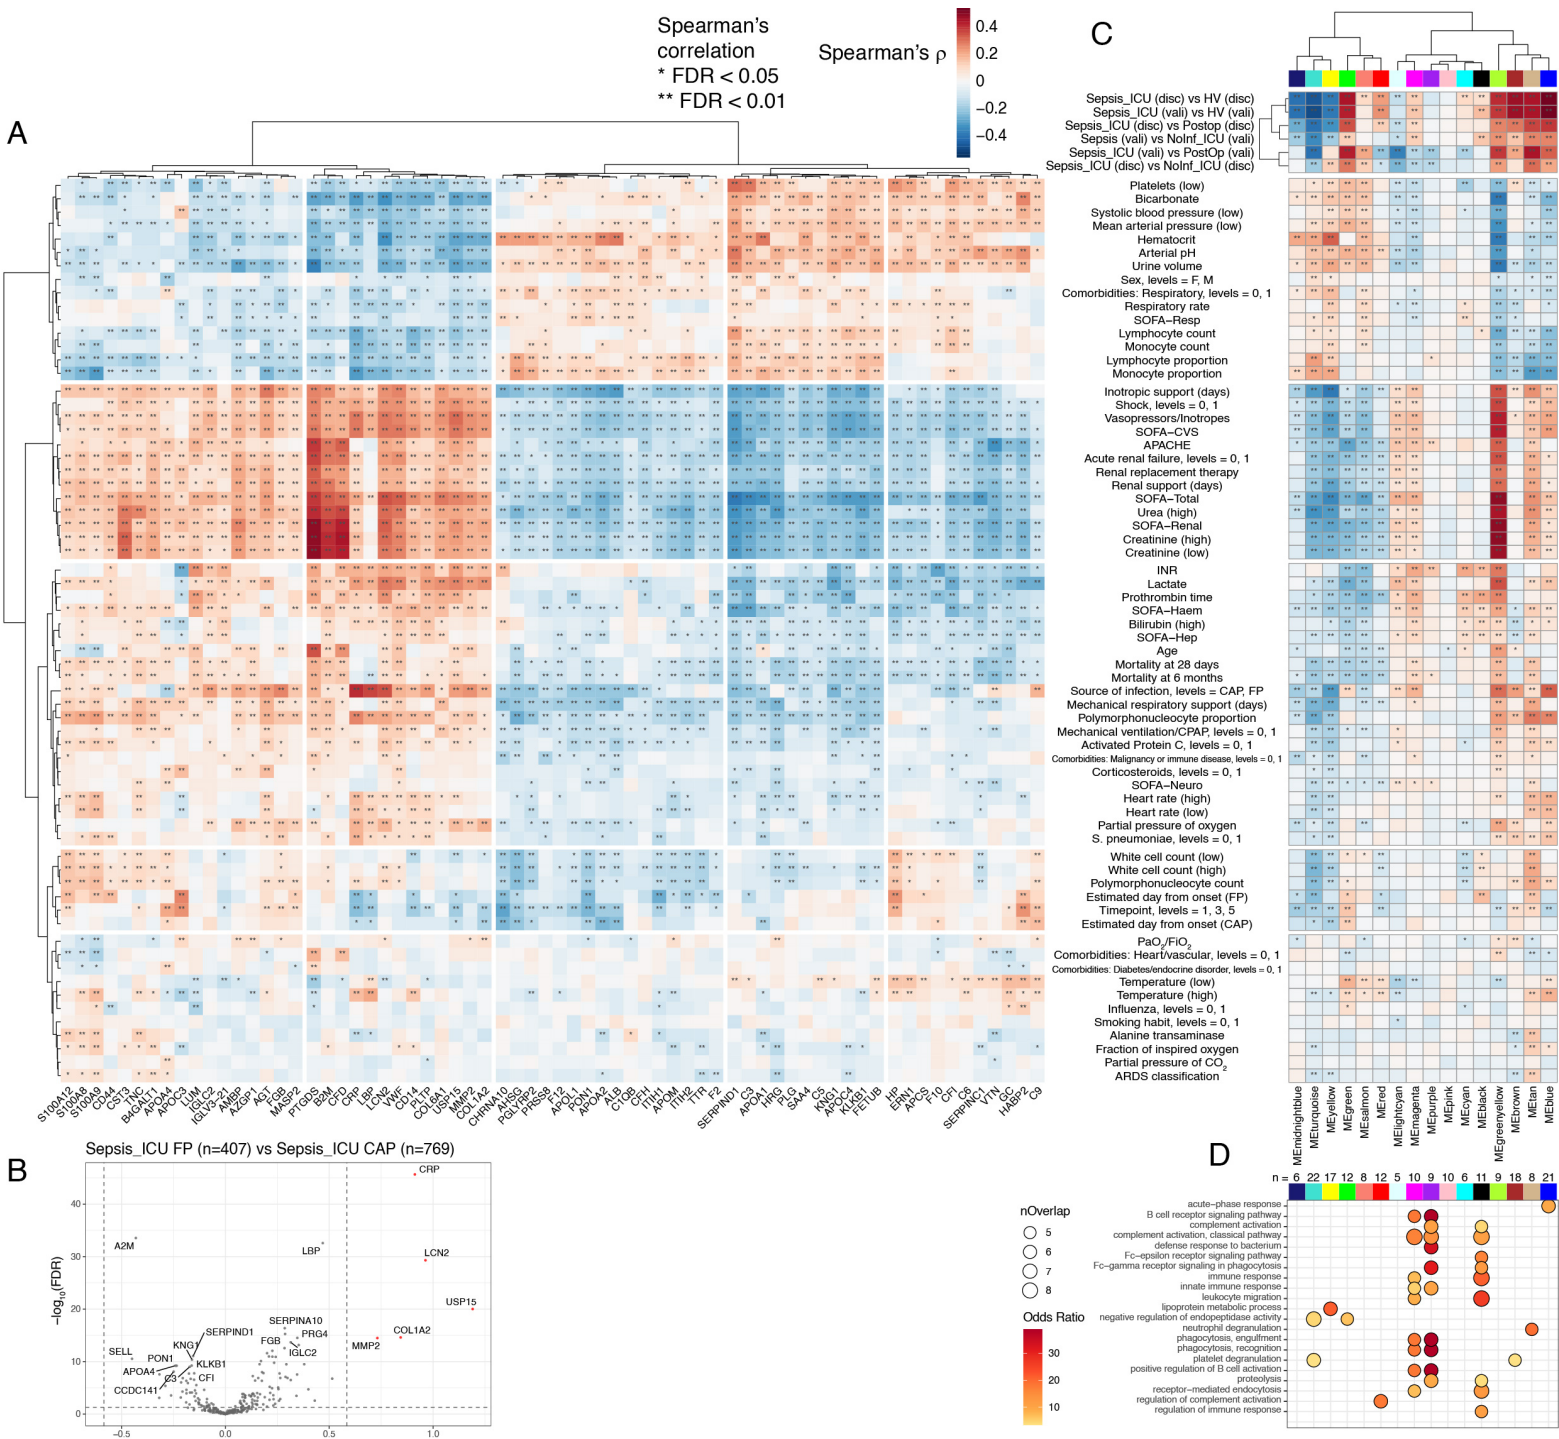 Spearman's
correlation
* FDR < 0.05
** FDR < 0.01
Spearman's ρ
0.4
0.2
0
−0.2
−0.4
A
C
Sepsis_ICU (disc) vs HV (disc)
Sepsis_ICU (vali) vs HV (vali)
Sepsis_ICU (disc) vs Postop (disc)
Sepsis (vali) vs NoInf_ICU (vali)
Sepsis_ICU (vali) vs PostOp (vali)
Sepsis_ICU (disc) vs NoInf_ICU (disc)
Platelets (low)
Bicarbonate
Systolic blood pressure (low)
Mean arterial pressure (low)
Hematocrit
Arterial pH
Urine volume
Sex, levels = F, M
Comorbidities: Respiratory, levels = 0, 1
Respiratory rate
SOFA−Resp
Lymphocyte count
Monocyte count
Lymphocyte proportion
Monocyte proportion
Inotropic support (days)
Shock, levels = 0, 1
Vasopressors/Inotropes
SOFA−CVS
APACHE
Acute renal failure, levels = 0, 1
Renal replacement therapy
Renal support (days)
SOFA−Total
Urea (high)
SOFA−Renal
Creatinine (high)
Creatinine (low)
INR
Lactate
Prothrombin time
SOFA−Haem
Bilirubin (high)
SOFA−Hep
Age
Mortality at 28 days
Mortality at 6 months
Source of infection, levels = CAP, FP
Mechanical respiratory support (days)
Polymorphonucleocyte proportion
Mechanical ventilation/CPAP, levels = 0, 1
Activated Protein C, levels = 0, 1
Comorbidities: Malignancy or immune disease, levels = 0, 1
Corticosteroids, levels = 0, 1
SOFA−Neuro
Heart rate (high)
Heart rate (low)
Partial pressure of oxygen
S. pneumoniae, levels = 0, 1
White cell count (low)
White cell count (high)
Polymorphonucleocyte count
Estimated day from onset (FP)
Timepoint, levels = 1, 3, 5
Estimated day from onset (CAP)
PaO2/FiO2
Comorbidities: Heart/vascular, levels = 0, 1
Comorbidities: Diabetes/endocrine disorder, levels = 0, 1
Temperature (low)
Temperature (high)
Influenza, levels = 0, 1
Smoking habit, levels = 0, 1
Alanine transaminase
Fraction of inspired oxygen
Partial pressure of CO2
ARDS classification
S100A12 S100A8 S100A9 CD44 CST3 TNC B4GALT1 APOA4 APOC3 LUM IGLC2 IGLV3−21 AMBP AZGP1 AGT FGB MASP2 PTGDS B2M CFD CRP LBP LCN2 VWF CD14 PLTP COL6A1 USP15 MMP2 COL1A2 CHRNA10 AHSG PGLYRP2 PRSS8 F12 APOL1 PON1 APOA2 ALB C1QB CFH ITIH1 APOM ITIH2 TTR F2 SERPIND1 C3 APOA1 HRG PLG SAA4 C5 KNG1 APOC4 KLKB1 FETUB HP ERN1 APCS F10 CFI C6 SERPINC1 VTN GC HABP2 C9
MEmidnightblue MEturquoise MEyellow MEgreen MEsalmon MEred MElightcyan MEmagenta MEpurple MEpink MEcyan MEblack MEgreenyellow MEbrown MEtan MEblue
B
Sepsis_ICU FP (n=407) vs Sepsis_ICU CAP (n=769)
−log10(FDR)
40
30
20
10
0
−0.5 0.0 0.5 1.0
CRP
A2M
LBP
LCN2
USP15
SERPINA10
PRG4
COL1A2
MMP2
SERPIND1
FGB
IGLC2
KNG1
SELL
PON1
KLKB1
APOA4
C3
CFI
CCDC141
D
n = 6 22 17 12 8 12 5 10 9 10 6 11 9 18 8 21
acute−phase response
B cell receptor signaling pathway
complement activation
complement activation, classical pathway
defense response to bacterium
Fc−epsilon receptor signaling pathway
Fc−gamma receptor signaling in phagocytosis
immune response
innate immune response
leukocyte migration
lipoprotein metabolic process
negative regulation of endopeptidase activity
neutrophil degranulation
phagocytosis, engulfment
phagocytosis, recognition
platelet degranulation
positive regulation of B cell activation
proteolysis
receptor−mediated endocytosis
regulation of complement activation
regulation of immune response
nOverlap
5
6
7
8
Odds Ratio
30
20
10